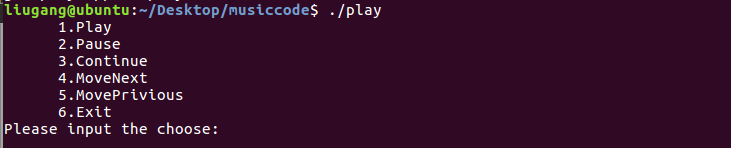 liugang@ubuntu:~/Desktop/musiccode$ ./play
1.Play
2.Pause
3.Continue
4.MoveNext
5.MovePrivious
6.Exit
Please input the choose: